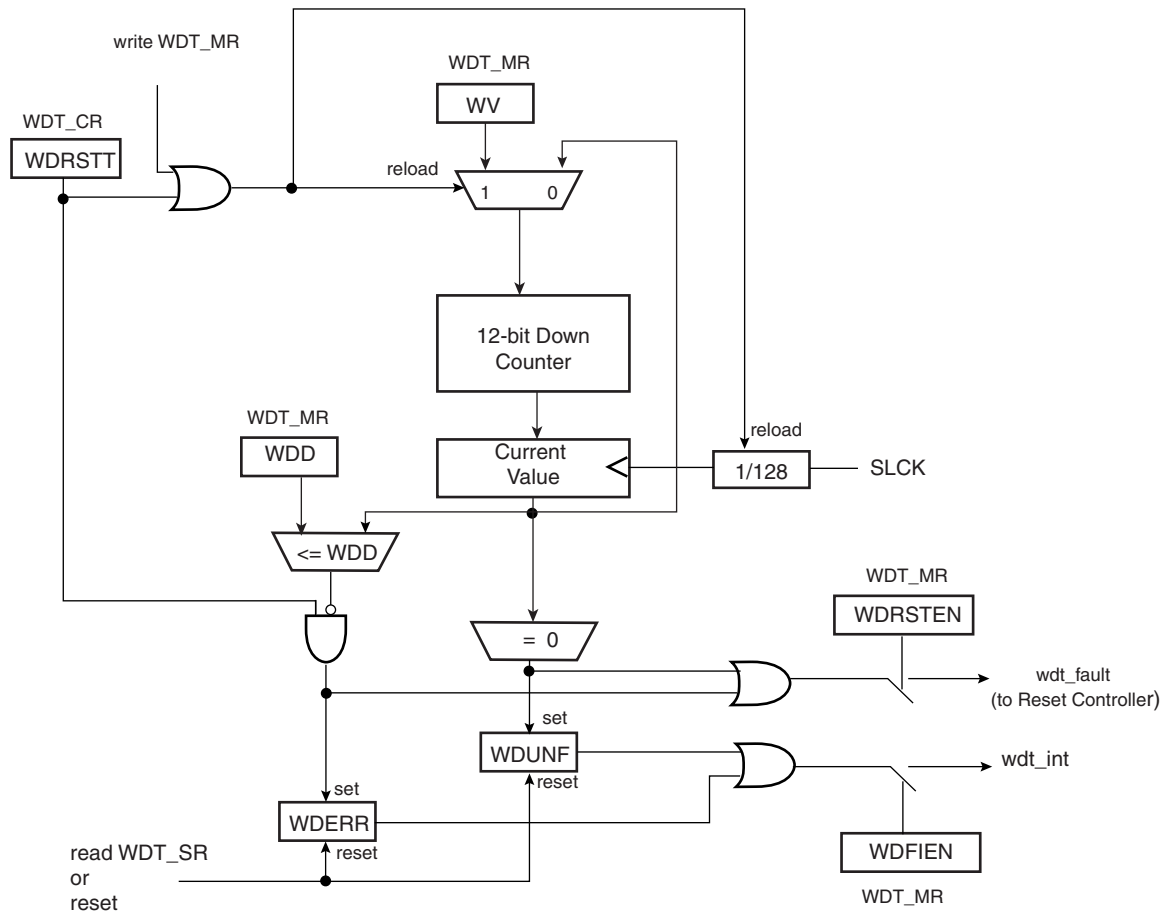 write WDT_MR
WDT_MR
WV
WDT_CR
WDRSTT
reload
1 0
12-bit Down
Counter
WDT_MR
WDD
Current
Value
reload
1/128
SLCK
<= WDD
WDT_MR
WDRSTEN
= 0
wdt_fault
(to Reset Controller)
set
WDUNF
reset
wdt_int
set
WDERR
reset
WDFIEN
WDT_MR
read WDT_SR
or
reset